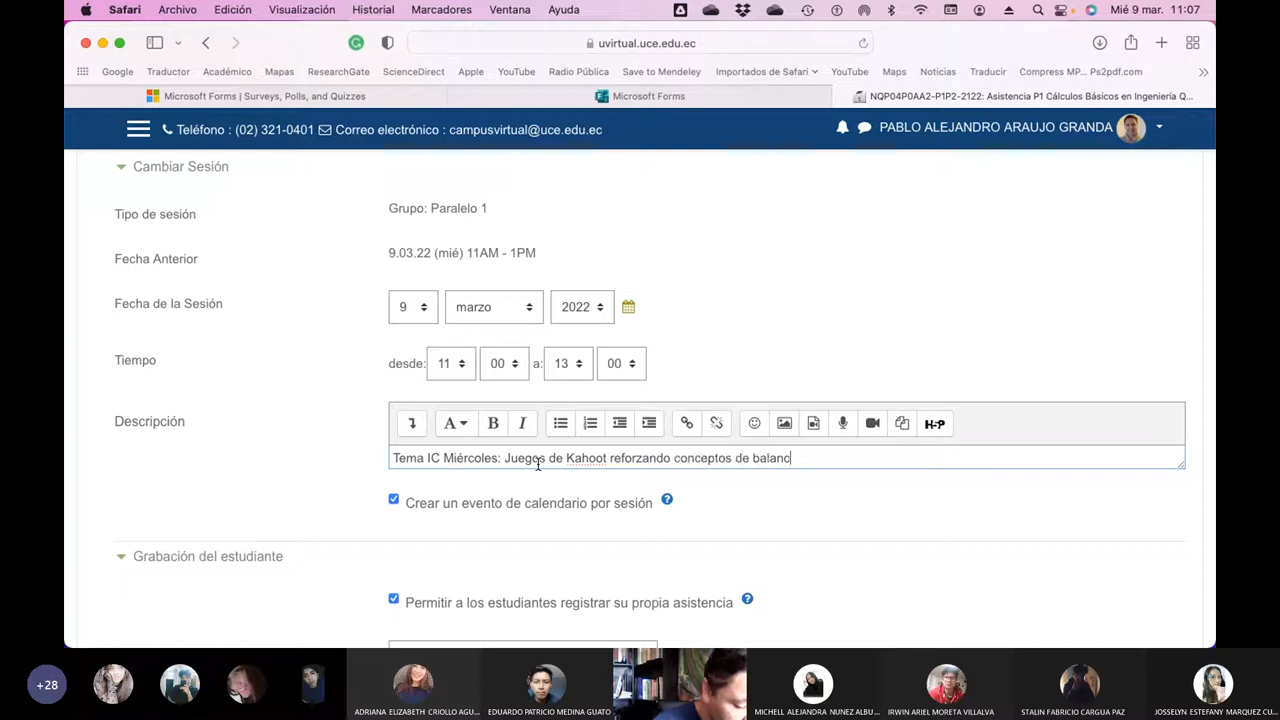 Safari Archivo Edición Visualización Historial Marcadores Ventana Ayuda Mié 9 mar. 11:07
uvirtual.uce.edu.ec
Google Traductor Académico Mapas ResearchGate ScienceDirect Apple YouTube Radio Pública Save to Mendeley Importados de Safari YouTube Maps Noticias Traducir Compress MP... Ps2pdf.com
Microsoft Forms | Surveys, Polls, and Quizzes Microsoft Forms NQP04P0AA2-P1P2-2122: Asistencia P1 Cálculos Básicos en Ingeniería Q...
Teléfono : (02) 321-0401 Correo electrónico : campusvirtual@uce.edu.ec PABLO ALEJANDRO ARAUJO GRANDA
Cambiar Sesión
Tipo de sesión Grupo: Paralelo 1
Fecha Anterior 9.03.22 (mié) 11AM - 1PM
Fecha de la Sesión 9 marzo 2022
Tiempo desde: 11 00 a: 13 00
Descripción A B I H-P
Tema IC Miércoles: Juegos de Kahoot reforzando conceptos de balanc
Crear un evento de calendario por sesión ?
Grabación del estudiante
Permitir a los estudiantes registrar su propia asistencia ?
+28 ADRIANA ELIZABETH CRIOLLO AGU... EDUARDO PATRICIO MEDINA GUATO MICHELL ALEJANDRA NUNEZ ALBU... IRWIN ARIEL MORETA VILLALVA STALIN FABRICIO CARGUA PAZ JOSSELYN ESTEFANY MARQUEZ CU...